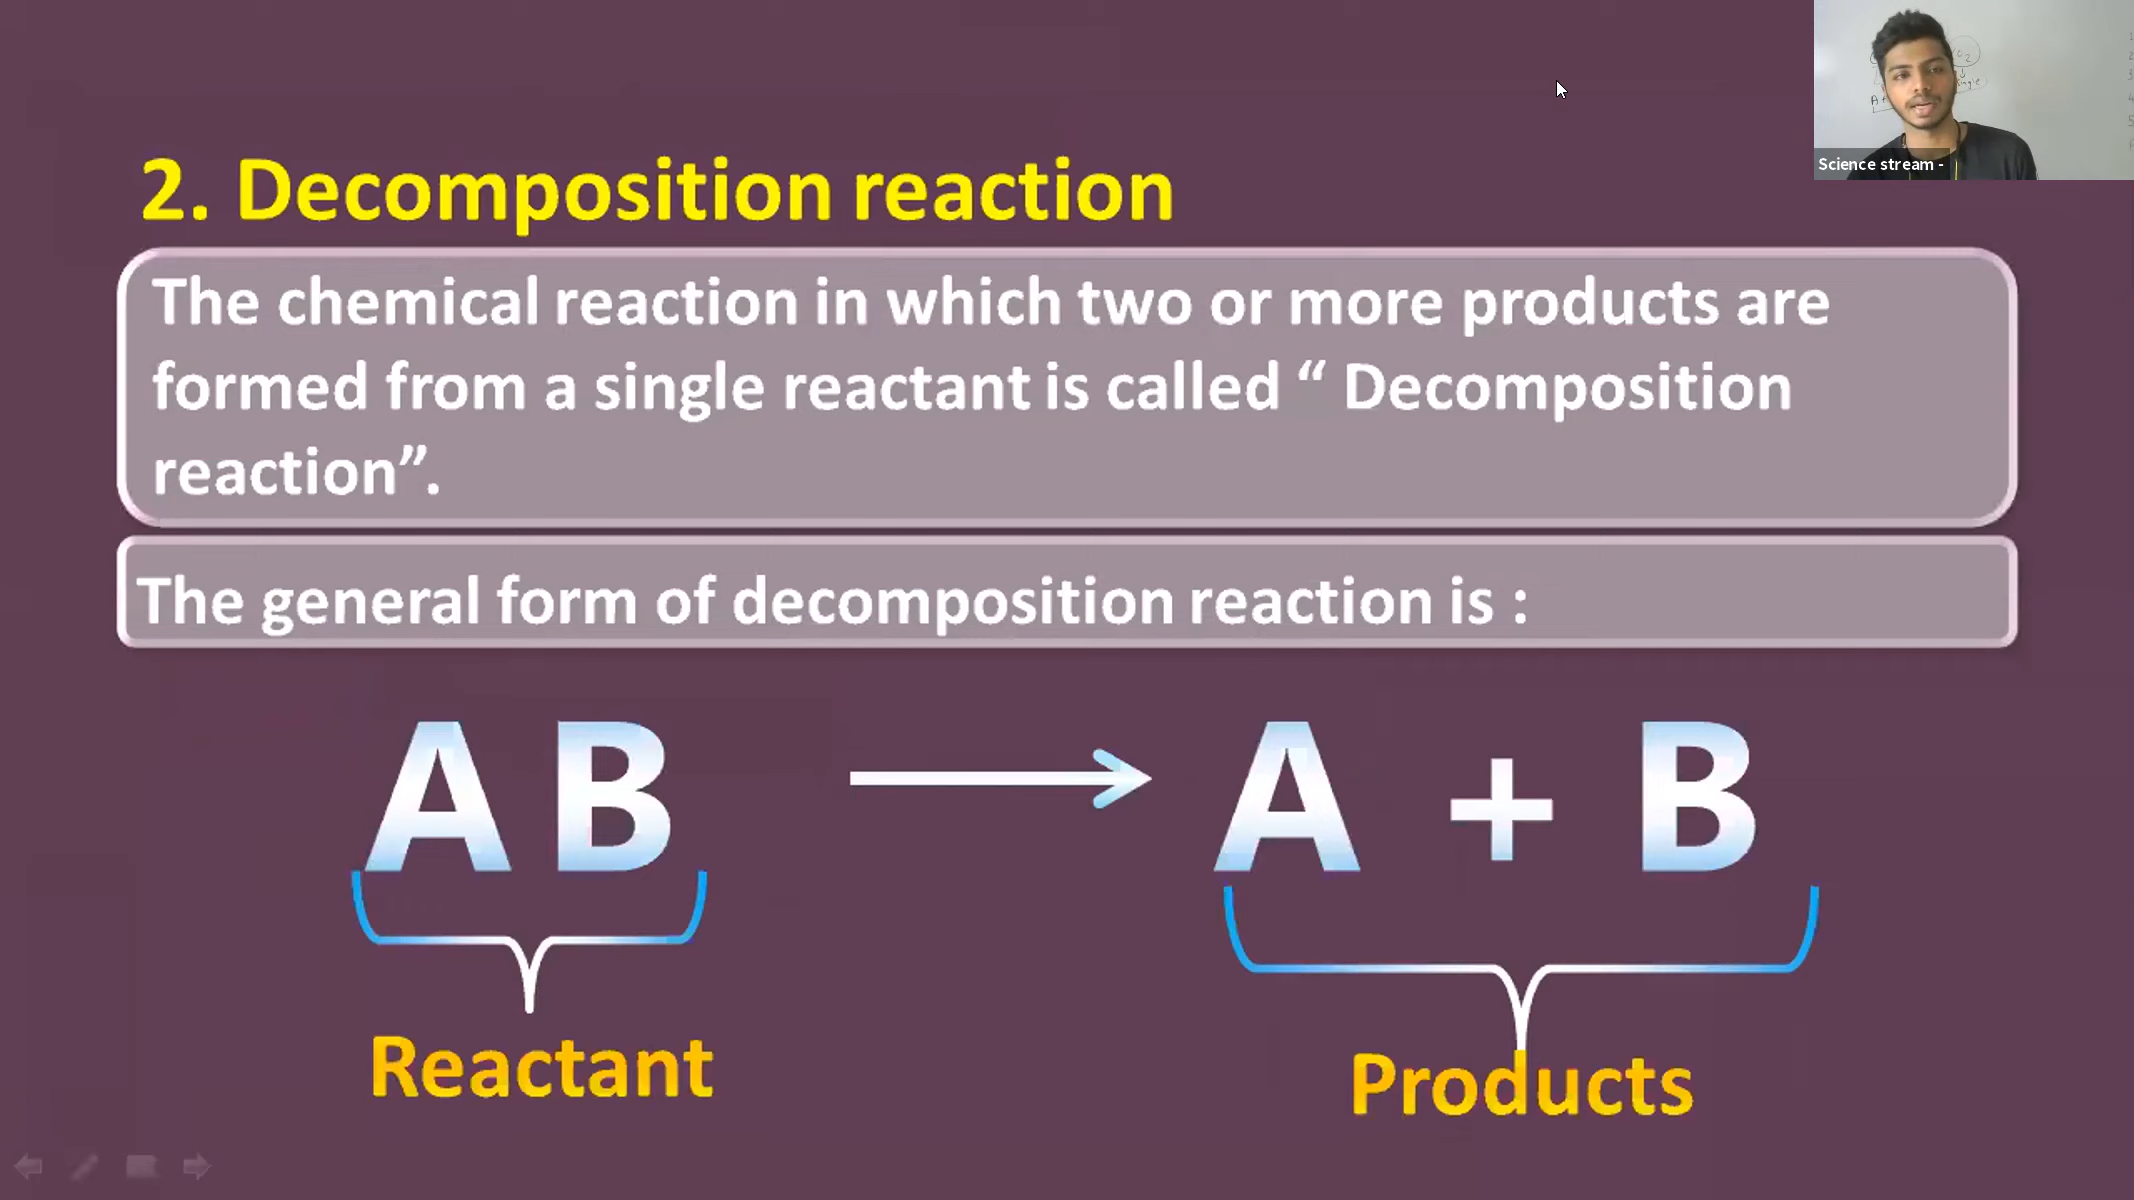 2. Decomposition reaction
The chemical reaction in which two or more products are
formed from a single reactant is called “ Decomposition
reaction”.
The general form of decomposition reaction is :
A B → A + B
Reactant
Products
Science stream -